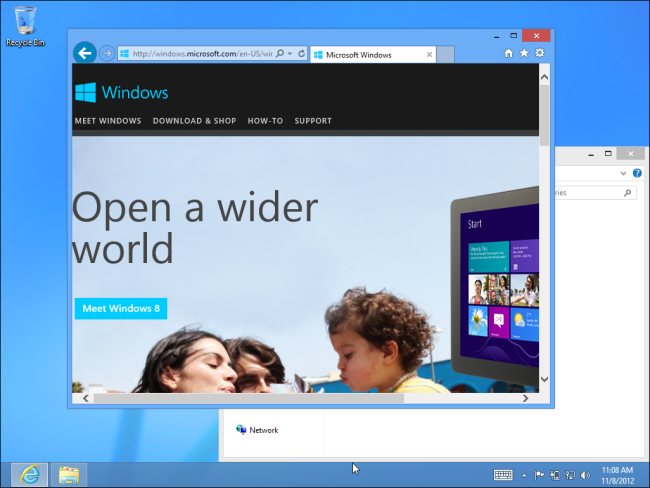 Recycle Bin
http://windows.microsoft.com/en-US/wir
Microsoft Windows
Windows
MEET WINDOWS DOWNLOAD & SHOP HOW-TO SUPPORT
Open a wider
world
Meet Windows 8
Start
ries
Network
11:08 AM
11/8/2012